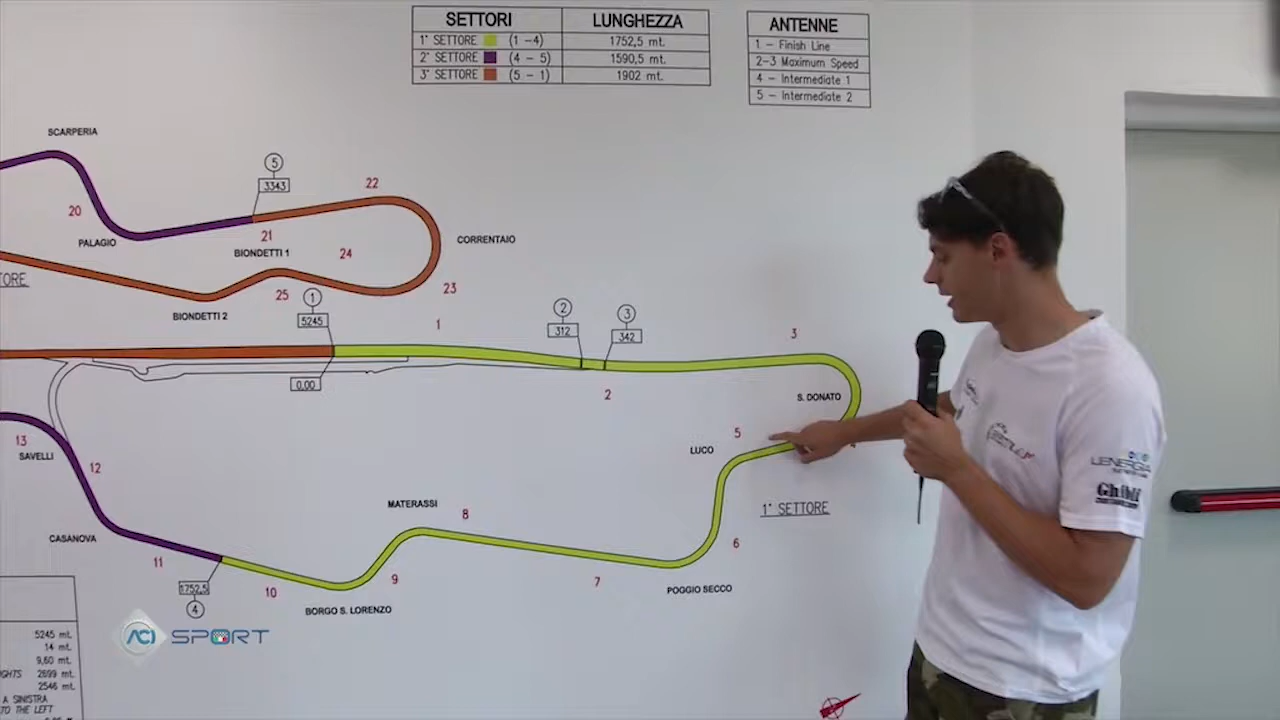 SETTORI LUNGHEZZA
1° SETTORE (1 -4) 1752,5 mt.
2° SETTORE (4 - 5) 1590,5 mt.
3° SETTORE (5 - 1) 1902 mt.
ANTENNE
1 - Finish Line
2-3 Maximum Speed
4 - Intermediate 1
5 - Intermediate 2
SCARPERIA
5
3343
22
20
21
PALAGIO
BIONDETTI 1
24
CORRENTAIO
TORE
25
23
BIONDETTI 2
1
5245
1
2
312
3
342
3
0,00
2
S. DONATO
5
LUCO
13
SAVELLI
12
1° SETTORE
MATERASSI
8
CASANOVA
6
11
7
9
10
POGGIO SECCO
1752,5
4
BORGO S. LORENZO
ACI SPORT
5245 mt.
14 mt.
9,60 mt.
GHTS 2699 mt.
2546 mt.
A SINISTRA
TO THE LEFT
LENERGIA
Ghibli